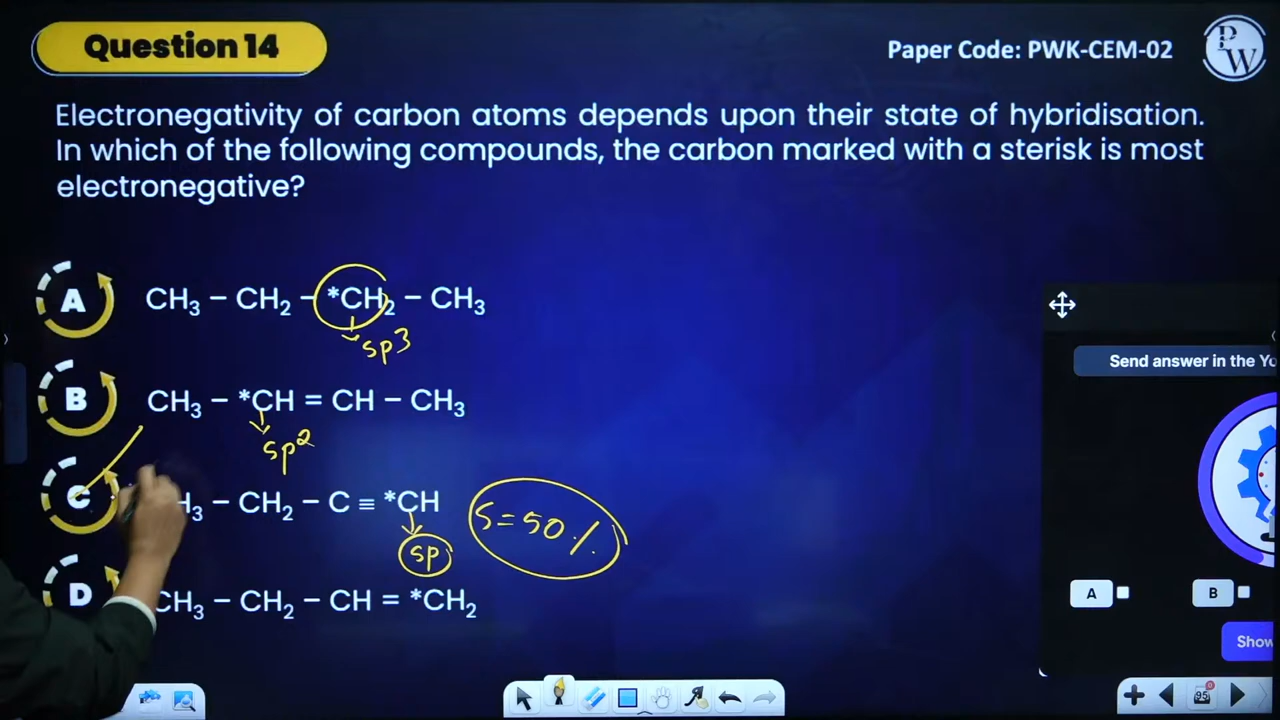 Question 14
Paper Code: PWK-CEM-02
PW
Electronegativity of carbon atoms depends upon their state of hybridisation.
In which of the following compounds, the carbon marked with a sterisk is most
electronegative?
A CH₃ – CH₂ – *CH₂ – CH₃
sp3
Send answer in the Yo
B CH₃ – *CH = CH – CH₃
sp²
C H₃ – CH₂ – C ≡ *CH
S = 50%
sp
D CH₃ – CH₂ – CH = *CH₂
A B
Show
95